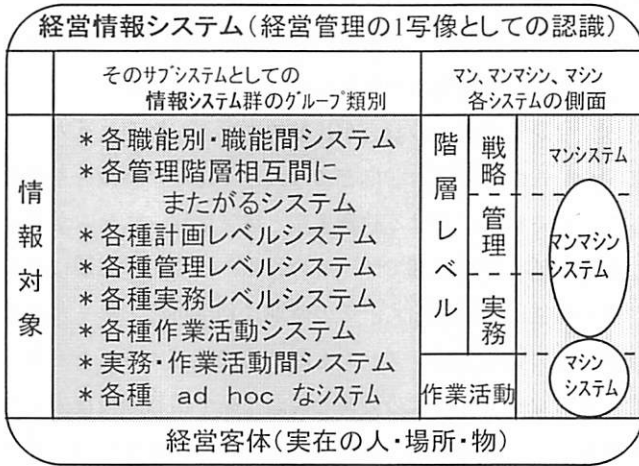 経営情報システム(経営管理の1写像としての認識)
そのサブシステムとしての
情報システム群のグループ類別
マン、マンマシン、マシン
各システムの側面
情報対象
*各職能別・職能間システム
*各管理階層相互間に
またがるシステム
*各種計画レベルシステム
*各種管理レベルシステム
*各種実務レベルシステム
*各種作業活動システム
*実務・作業活動間システム
*各種 ad hoc なシステム
階層レベル
戦略
管理
実務
作業活動
マンシステム
マンマシン
システム
マシン
システム
経営客体(実在の人・場所・物)